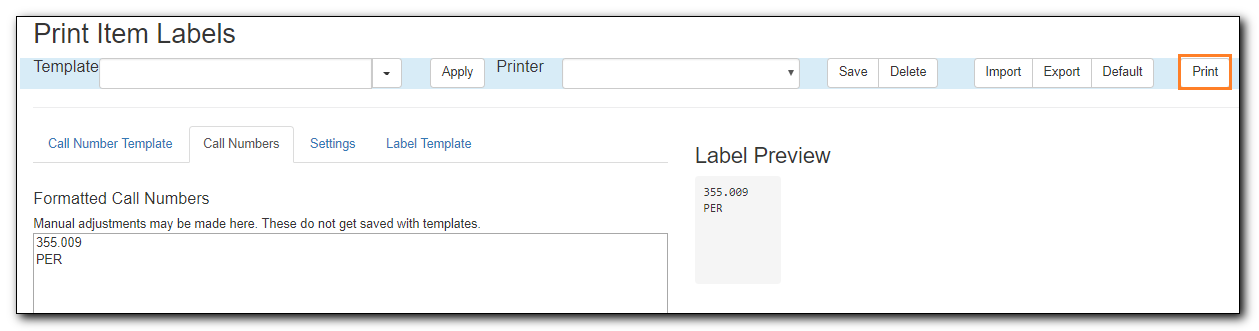 Print Item Labels
Template Apply Printer Save Delete Import Export Default Print
Call Number Template Call Numbers Settings Label Template
Label Preview
355.009
PER
Formatted Call Numbers
Manual adjustments may be made here. These do not get saved with templates.
355.009
PER